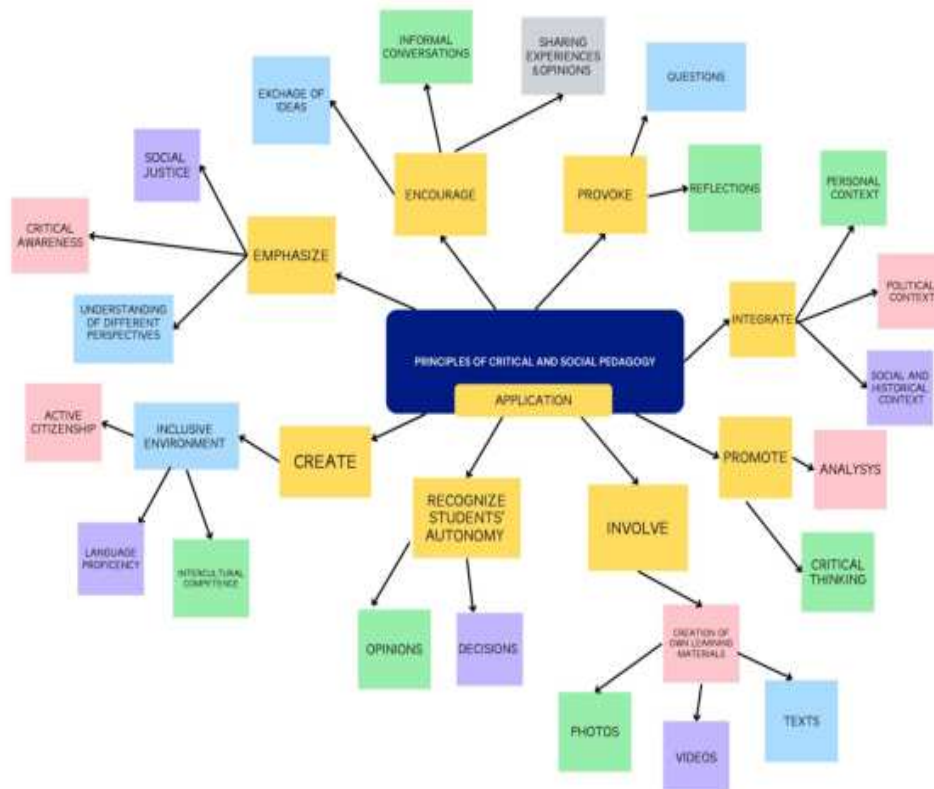 INFORMAL
CONVERSATIONS
SHARING
EXPERIENCES
&OPINIONS
QUESTIONS
EXCHAGE OF
IDEAS
SOCIAL
JUSTICE
ENCOURAGE
PROVOKE
REFLECTIONS
PERSONAL
CONTEXT
CRITICAL
AWARENESS
EMPHASIZE
UNDERSTANDING
OF DIFFERENT
PERSPECTIVES
INTEGRATE
POLITICAL
CONTEXT
SOCIAL AND
HISTORICAL
CONTEXT
PRINCIPLES OF CRITICAL AND SOCIAL PEDAGOGY
APPLICATION
ACTIVE
CITIZENSHIP
INCLUSIVE
ENVIRONMENT
CREATE
RECOGNIZE
STUDENTS'
AUTONOMY
INVOLVE
PROMOTE
ANALYSYS
LANGUAGE
PROFICENCY
INTERCULTURAL
COMPETENCE
CRITICAL
THINKING
OPINIONS
DECISIONS
CREATION OF
OWN LEARNING
MATERIALS
PHOTOS
VIDEOS
TEXTS